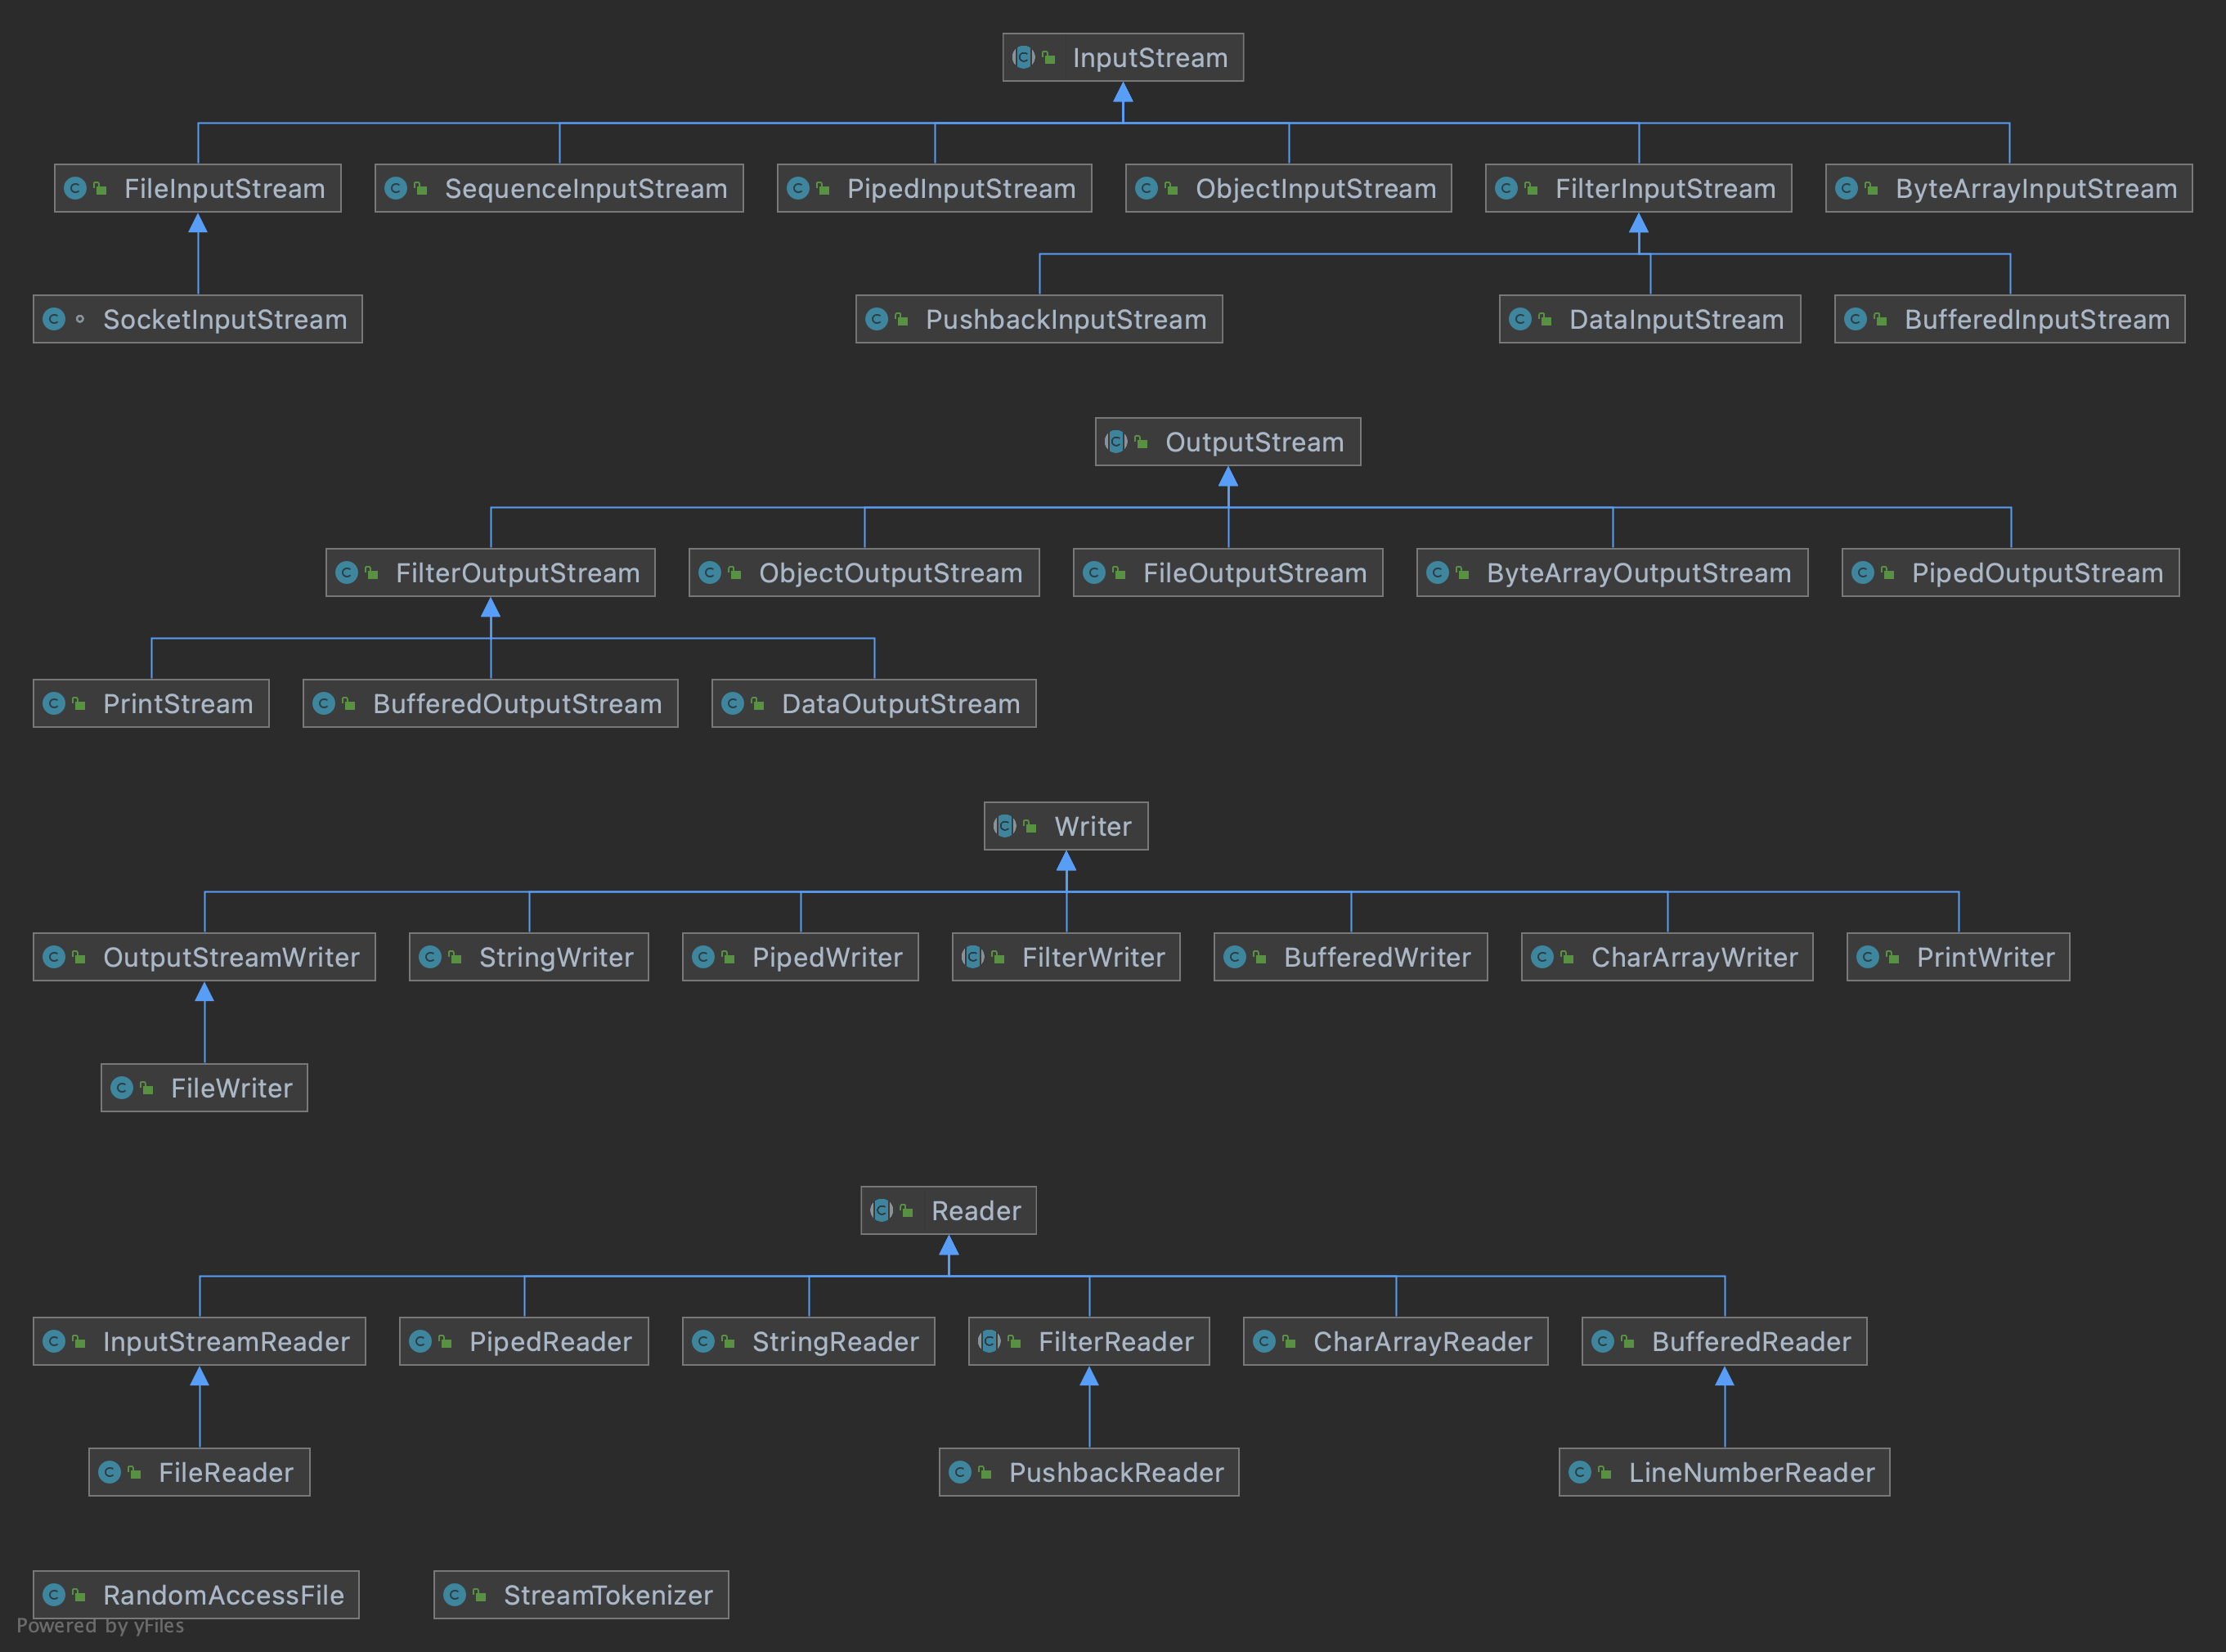 InputStream
FileInputStream SequenceInputStream PipedInputStream ObjectInputStream FilterInputStream ByteArrayInputStream
SocketInputStream PushbackInputStream DataInputStream BufferedInputStream
OutputStream
FilterOutputStream ObjectOutputStream FileOutputStream ByteArrayOutputStream PipedOutputStream
PrintStream BufferedOutputStream DataOutputStream
Writer
OutputStreamWriter StringWriter PipedWriter FilterWriter BufferedWriter CharArrayWriter PrintWriter
FileWriter
Reader
InputStreamReader PipedReader StringReader FilterReader CharArrayReader BufferedReader
FileReader PushbackReader LineNumberReader
RandomAccessFile StreamTokenizer
Powered by yFiles